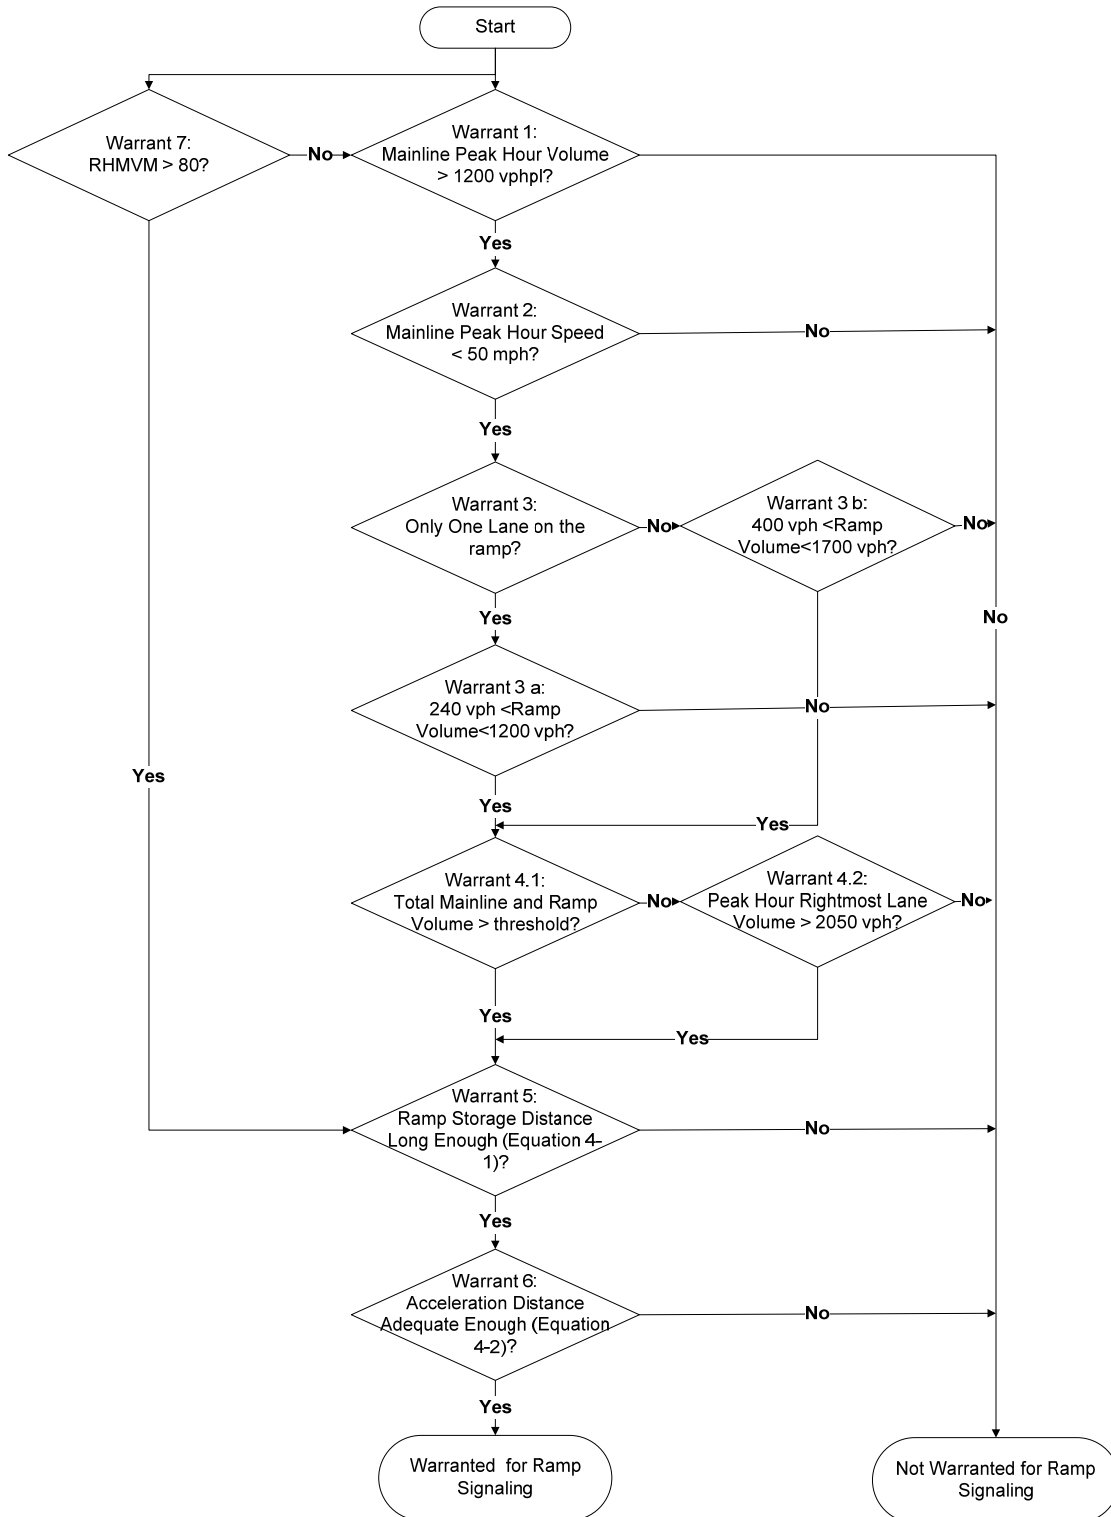 Start
Warrant 7:
RHMVM > 80?
No
Warrant 1:
Mainline Peak Hour Volume
> 1200 vphpl?
Yes
Warrant 2:
Mainline Peak Hour Speed
< 50 mph?
No
Yes
Warrant 3:
Only One Lane on the
ramp?
No
Warrant 3 b:
400 vph <Ramp
Volume<1700 vph?
No
Yes
No
Warrant 3 a:
240 vph <Ramp
Volume<1200 vph?
No
Yes
Yes
Yes
Warrant 4.1:
Total Mainline and Ramp
Volume > threshold?
No
Warrant 4.2:
Peak Hour Rightmost Lane
Volume > 2050 vph?
No
Yes
Yes
Warrant 5:
Ramp Storage Distance
Long Enough (Equation 4-
1)?
No
Yes
Warrant 6:
Acceleration Distance
Adequate Enough (Equation
4-2)?
No
Yes
Warranted for Ramp
Signaling
Not Warranted for Ramp
Signaling